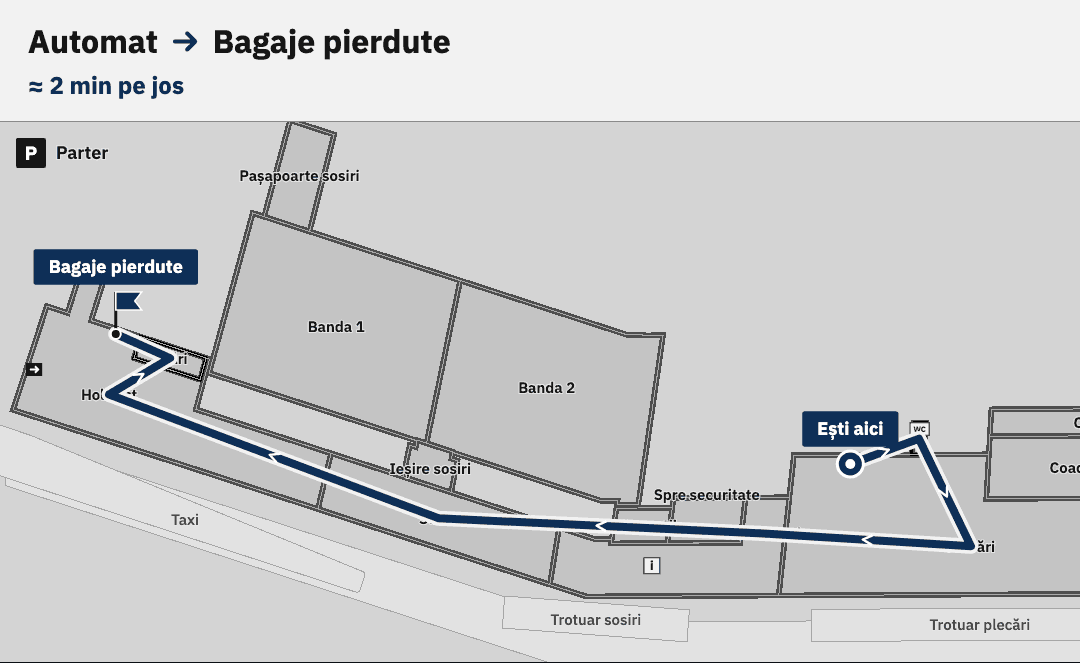 Automat → Bagaje pierdute
≈ 2 min pe jos
P Parter
Pașapoarte sosiri
Bagaje pierdute
Banda 1
Banda 2
Ești aici
WC
Ieșire sosiri
Spre securitate
Taxi
i
Trotuar sosiri
Trotuar plecări